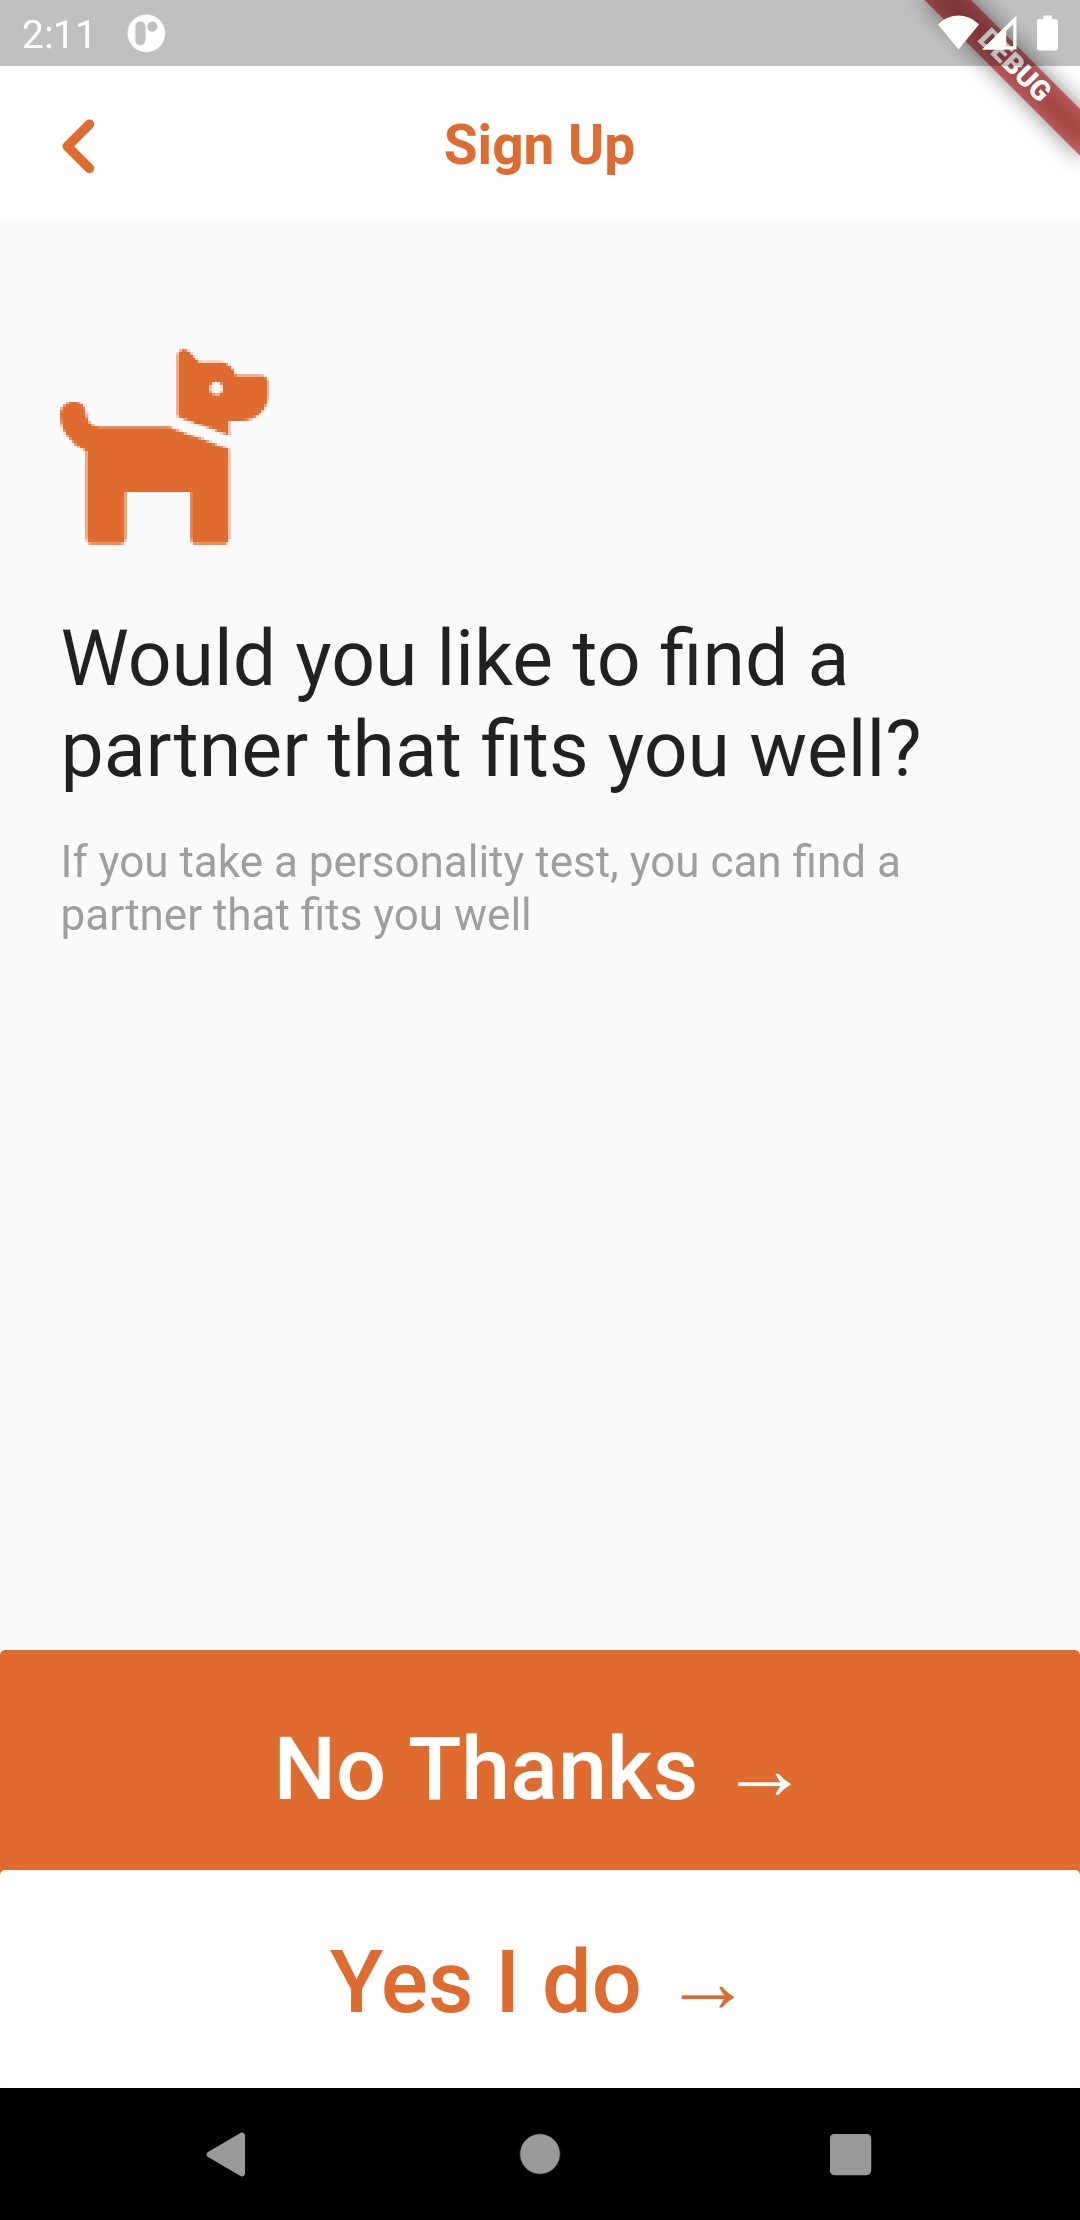 2:11
DEBUG
Sign Up
Would you like to find a
partner that fits you well?
If you take a personality test, you can find a
partner that fits you well
No Thanks →
Yes I do →